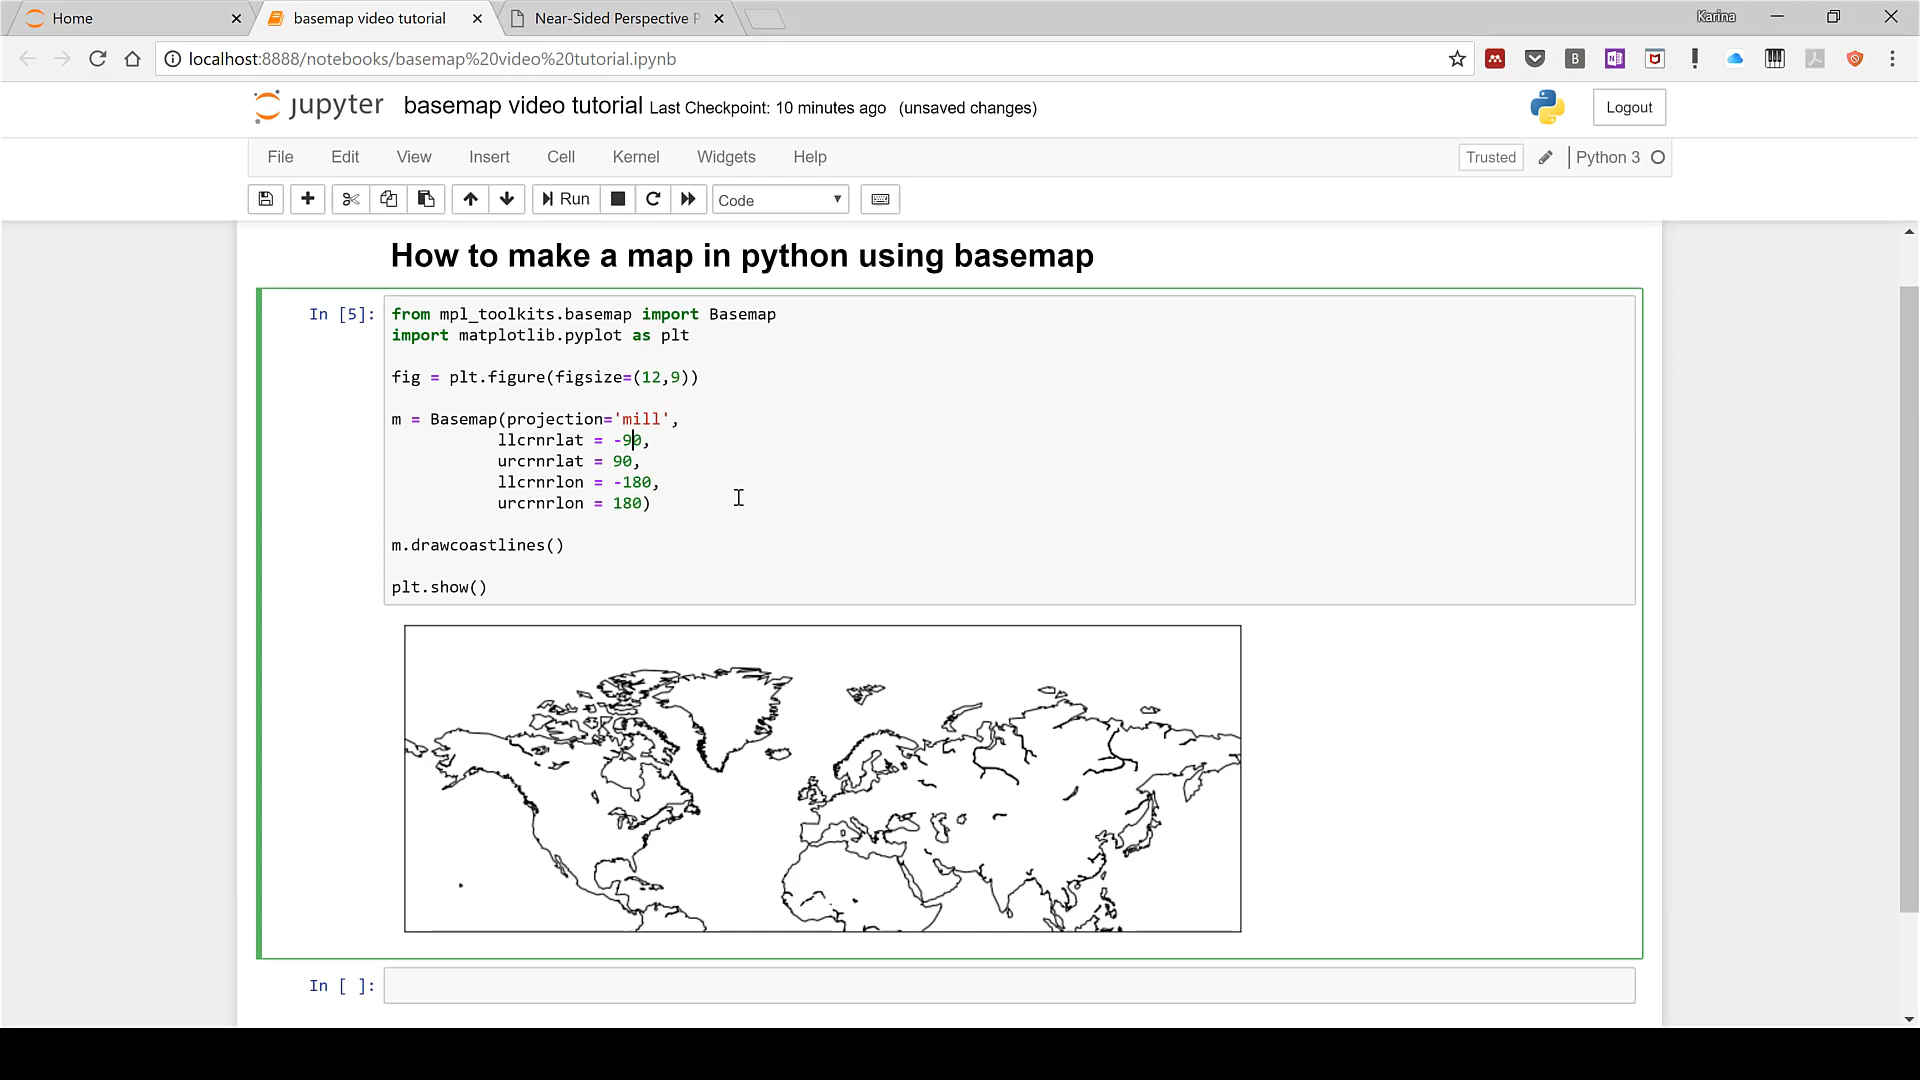 Home
basemap video tutorial
Near-Sided Perspective P
Karina
localhost:8888/notebooks/basemap%20video%20tutorial.ipynb
B
N
jupyter
basemap video tutorial Last Checkpoint: 10 minutes ago (unsaved changes)
Logout
File Edit View Insert Cell Kernel Widgets Help
Trusted
Python 3
Run
Code
How to make a map in python using basemap
In [5]:
from mpl_toolkits.basemap import Basemap
import matplotlib.pyplot as plt
fig = plt.figure(figsize=(12,9))
m = Basemap(projection='mill',
llcrnrlat = -90,
urcrnrlat = 90,
llcrnrlon = -180,
urcrnrlon = 180)
m.drawcoastlines()
plt.show()
In [ ]: